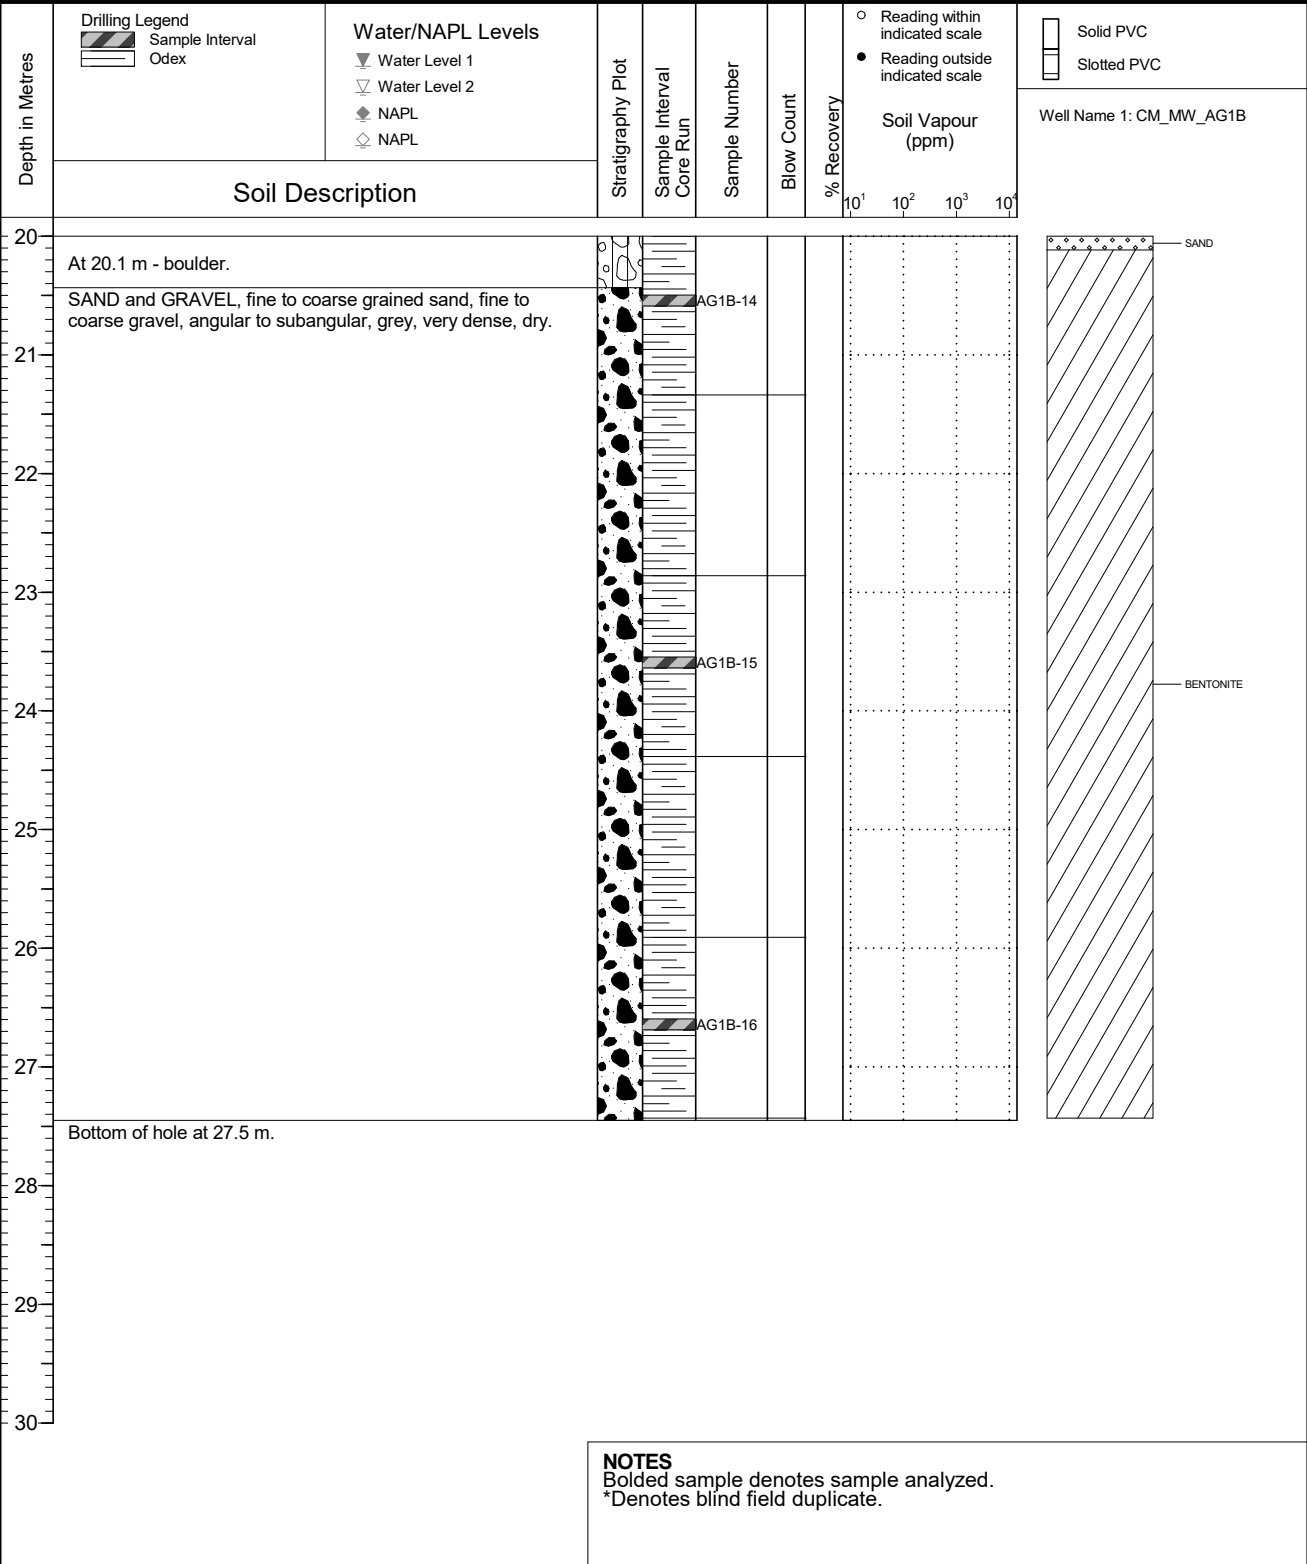 Depth in Metres
Drilling Legend
Sample Interval
Odex
Water/NAPL Levels
Water Level 1
Water Level 2
NAPL
NAPL
Soil Description
Stratigraphy Plot
Sample Interval
Core Run
Sample Number
Blow Count
% Recovery
Reading within
indicated scale
Reading outside
indicated scale
Soil Vapour
(ppm)
10¹ 10² 10³ 10⁴
Solid PVC
Slotted PVC
Well Name 1: CM_MW_AG1B
20
At 20.1 m - boulder.
SAND
SAND and GRAVEL, fine to coarse grained sand, fine to
coarse gravel, angular to subangular, grey, very dense, dry.
AG1B-14
21
22
23
AG1B-15
BENTONITE
24
25
26
AG1B-16
27
Bottom of hole at 27.5 m.
28
29
30
NOTES
Bolded sample denotes sample analyzed.
*Denotes blind field duplicate.